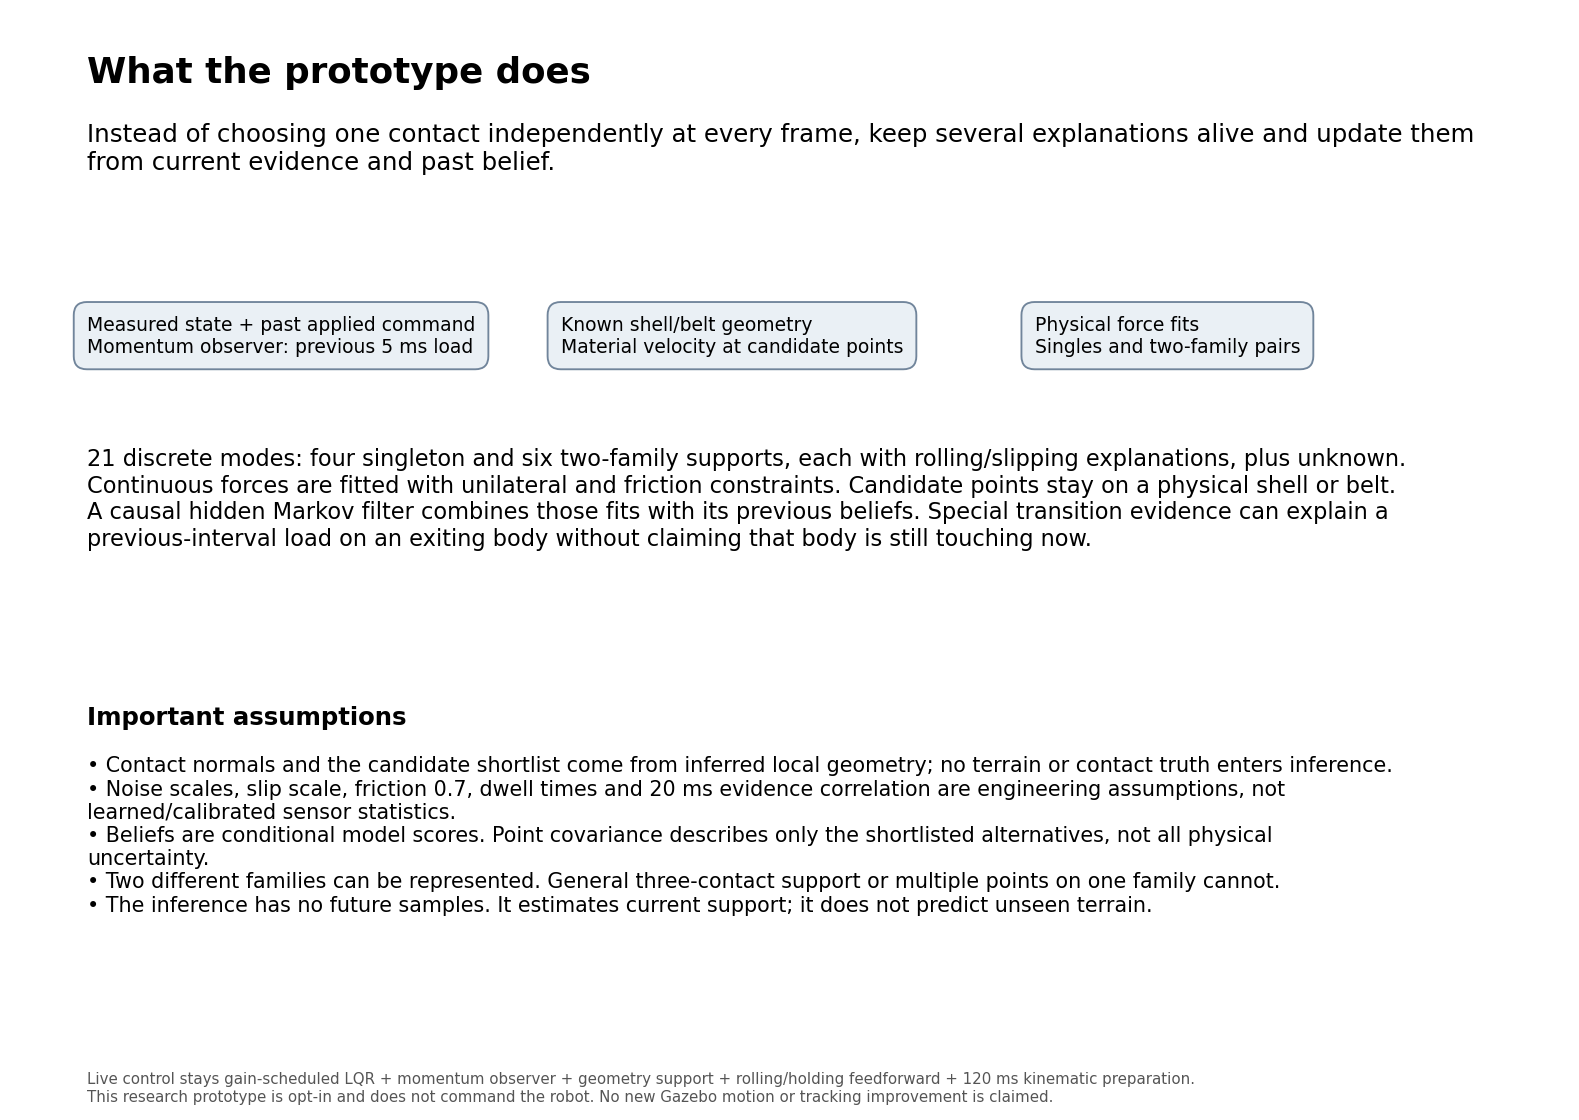 What the prototype does
Instead of choosing one contact independently at every frame, keep several explanations alive and update them
from current evidence and past belief.
Measured state + past applied command
Momentum observer: previous 5 ms load
Known shell/belt geometry
Material velocity at candidate points
Physical force fits
Singles and two-family pairs
21 discrete modes: four singleton and six two-family supports, each with rolling/slipping explanations, plus unknown.
Continuous forces are fitted with unilateral and friction constraints. Candidate points stay on a physical shell or belt.
A causal hidden Markov filter combines those fits with its previous beliefs. Special transition evidence can explain a
previous-interval load on an exiting body without claiming that body is still touching now.
Important assumptions
• Contact normals and the candidate shortlist come from inferred local geometry; no terrain or contact truth enters inference.
• Noise scales, slip scale, friction 0.7, dwell times and 20 ms evidence correlation are engineering assumptions, not
learned/calibrated sensor statistics.
• Beliefs are conditional model scores. Point covariance describes only the shortlisted alternatives, not all physical
uncertainty.
• Two different families can be represented. General three-contact support or multiple points on one family cannot.
• The inference has no future samples. It estimates current support; it does not predict unseen terrain.
Live control stays gain-scheduled LQR + momentum observer + geometry support + rolling/holding feedforward + 120 ms kinematic preparation.
This research prototype is opt-in and does not command the robot. No new Gazebo motion or tracking improvement is claimed.